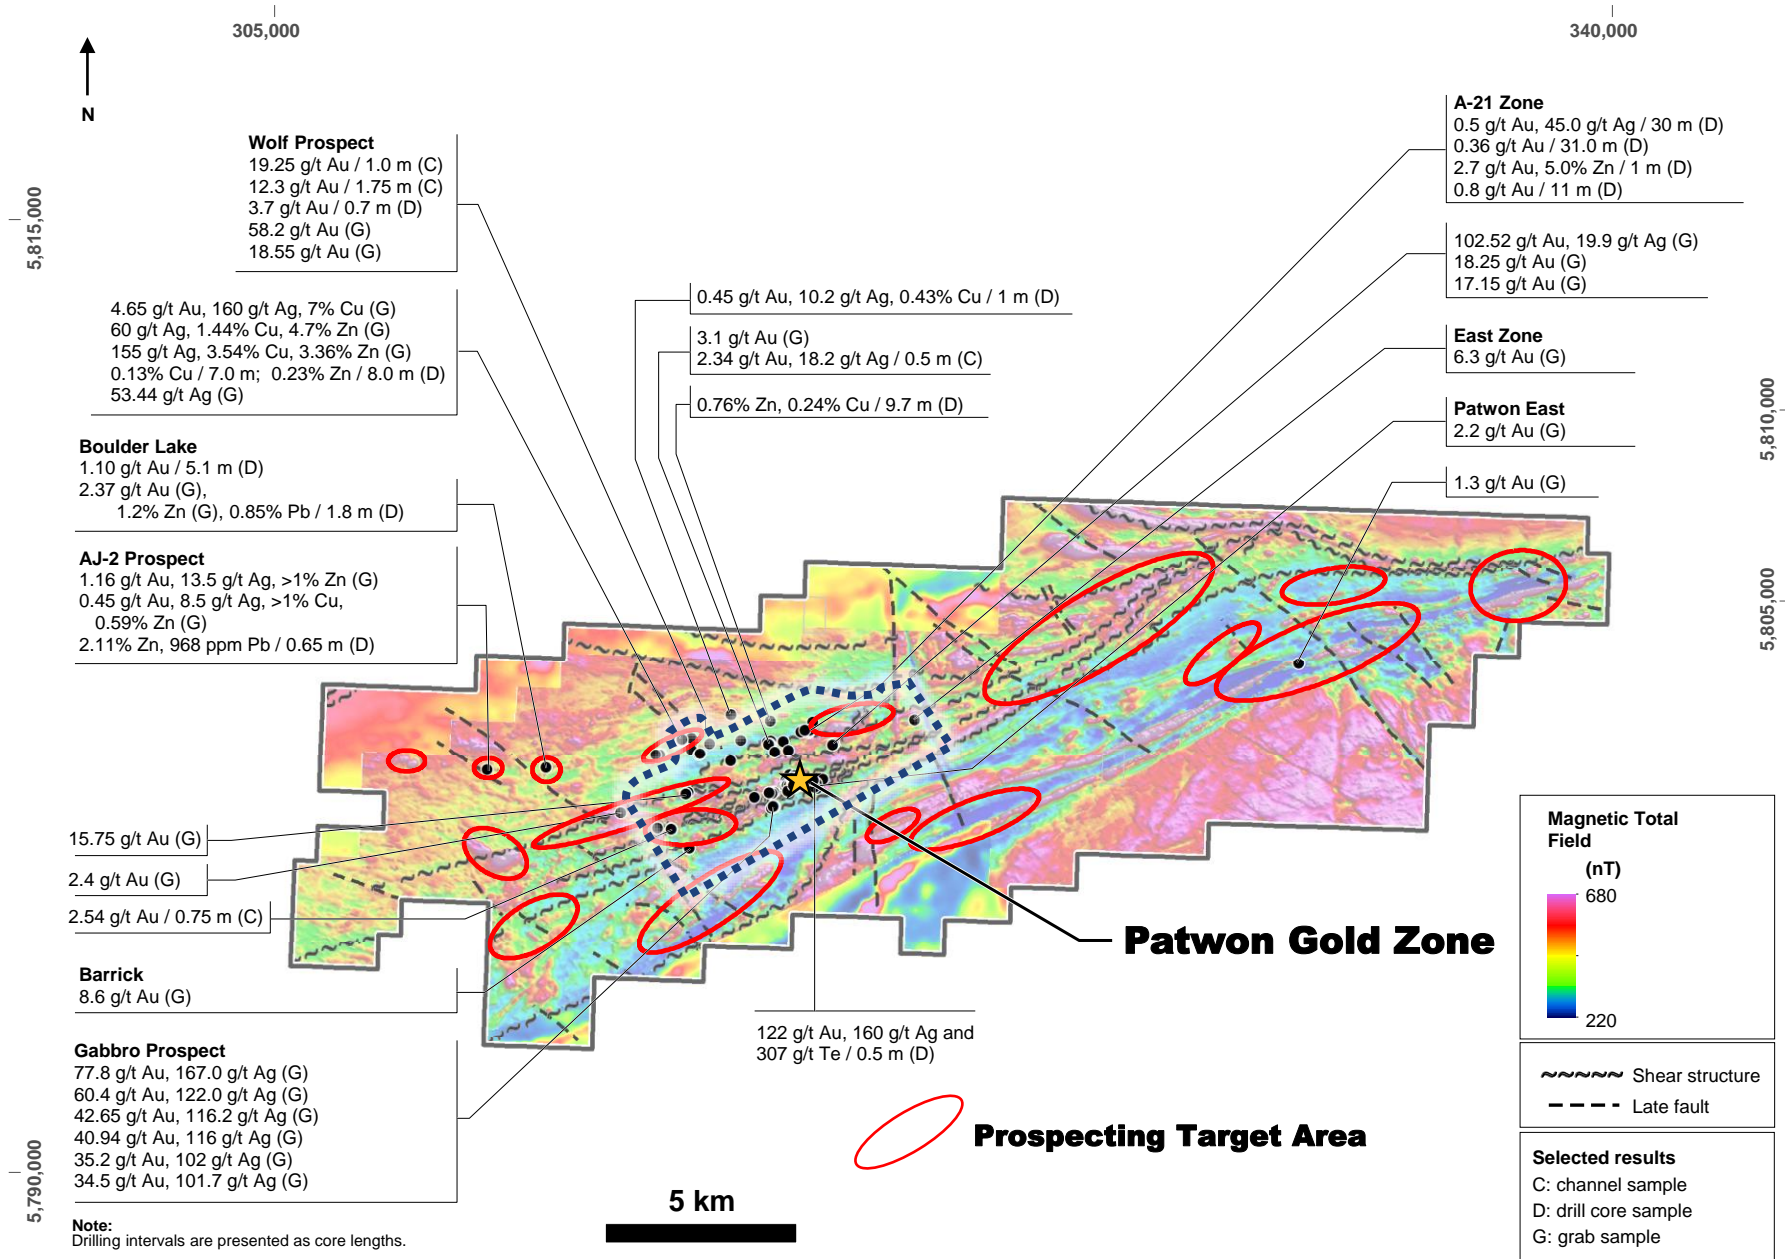 305,000
340,000
N
5,815,000
5,790,000
5,810,000
5,805,000
Wolf Prospect
19.25 g/t Au / 1.0 m (C)
12.3 g/t Au / 1.75 m (C)
3.7 g/t Au / 0.7 m (D)
58.2 g/t Au (G)
18.55 g/t Au (G)
4.65 g/t Au, 160 g/t Ag, 7% Cu (G)
60 g/t Ag, 1.44% Cu, 4.7% Zn (G)
155 g/t Ag, 3.54% Cu, 3.36% Zn (G)
0.13% Cu / 7.0 m; 0.23% Zn / 8.0 m (D)
53.44 g/t Ag (G)
Boulder Lake
1.10 g/t Au / 5.1 m (D)
2.37 g/t Au (G),
1.2% Zn (G), 0.85% Pb / 1.8 m (D)
AJ-2 Prospect
1.16 g/t Au, 13.5 g/t Ag, >1% Zn (G)
0.45 g/t Au, 8.5 g/t Ag, >1% Cu,
0.59% Zn (G)
2.11% Zn, 968 ppm Pb / 0.65 m (D)
15.75 g/t Au (G)
2.4 g/t Au (G)
2.54 g/t Au / 0.75 m (C)
Barrick
8.6 g/t Au (G)
Gabbro Prospect
77.8 g/t Au, 167.0 g/t Ag (G)
60.4 g/t Au, 122.0 g/t Ag (G)
42.65 g/t Au, 116.2 g/t Ag (G)
40.94 g/t Au, 116 g/t Ag (G)
35.2 g/t Au, 102 g/t Ag (G)
34.5 g/t Au, 101.7 g/t Ag (G)
Note:
Drilling intervals are presented as core lengths.
0.45 g/t Au, 10.2 g/t Ag, 0.43% Cu / 1 m (D)
3.1 g/t Au (G)
2.34 g/t Au, 18.2 g/t Ag / 0.5 m (C)
0.76% Zn, 0.24% Cu / 9.7 m (D)
A-21 Zone
0.5 g/t Au, 45.0 g/t Ag / 30 m (D)
0.36 g/t Au / 31.0 m (D)
2.7 g/t Au, 5.0% Zn / 1 m (D)
0.8 g/t Au / 11 m (D)
102.52 g/t Au, 19.9 g/t Ag (G)
18.25 g/t Au (G)
17.15 g/t Au (G)
East Zone
6.3 g/t Au (G)
Patwon East
2.2 g/t Au (G)
1.3 g/t Au (G)
Patwon Gold Zone
122 g/t Au, 160 g/t Ag and
307 g/t Te / 0.5 m (D)
Prospecting Target Area
5 km
Magnetic Total
Field
(nT)
680
220
Shear structure
Late fault
Selected results
C: channel sample
D: drill core sample
G: grab sample